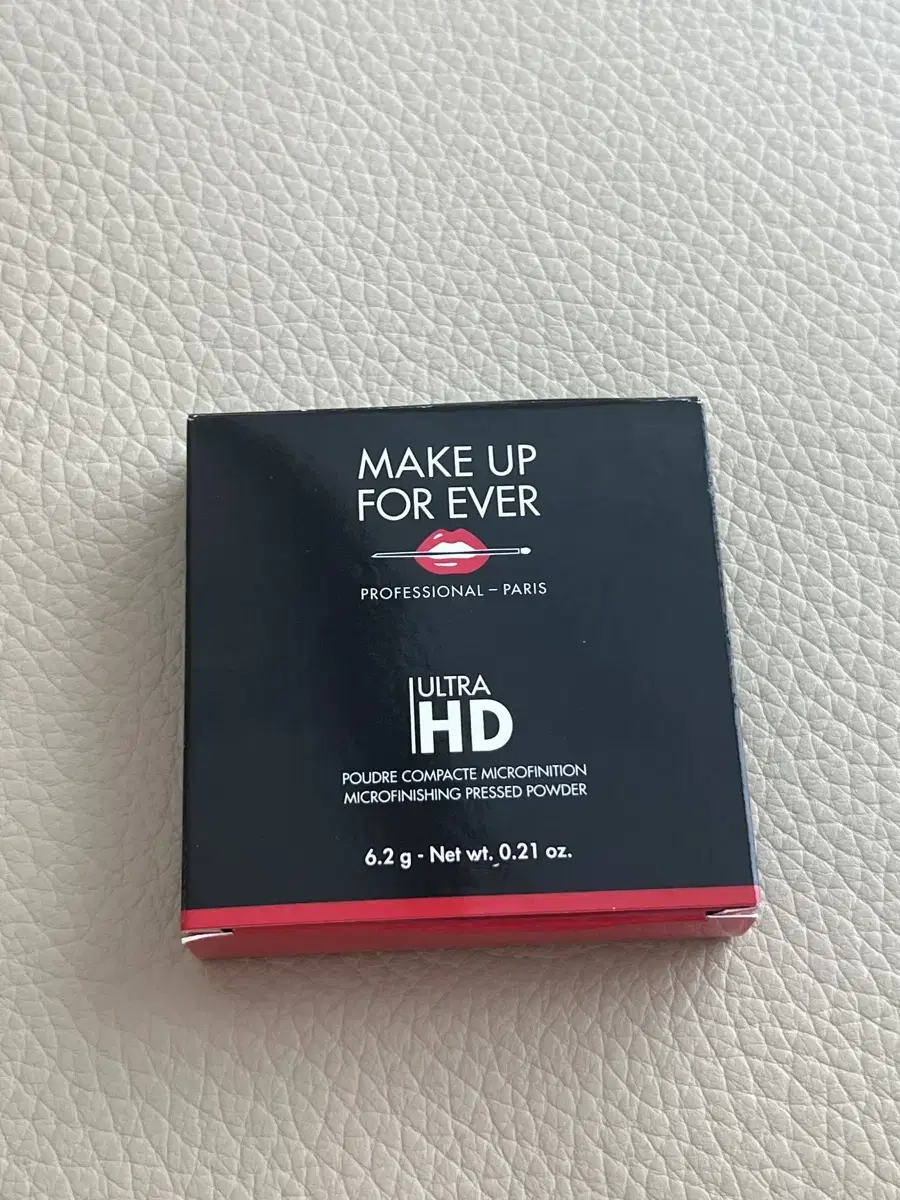 MAKE UP
FOR EVER
PROFESSIONAL – PARIS
ULTRA
HD
POUDRE COMPACTE MICROFINITION
MICROFINISHING PRESSED POWDER
6.2 g - Net wt. 0.21 oz.